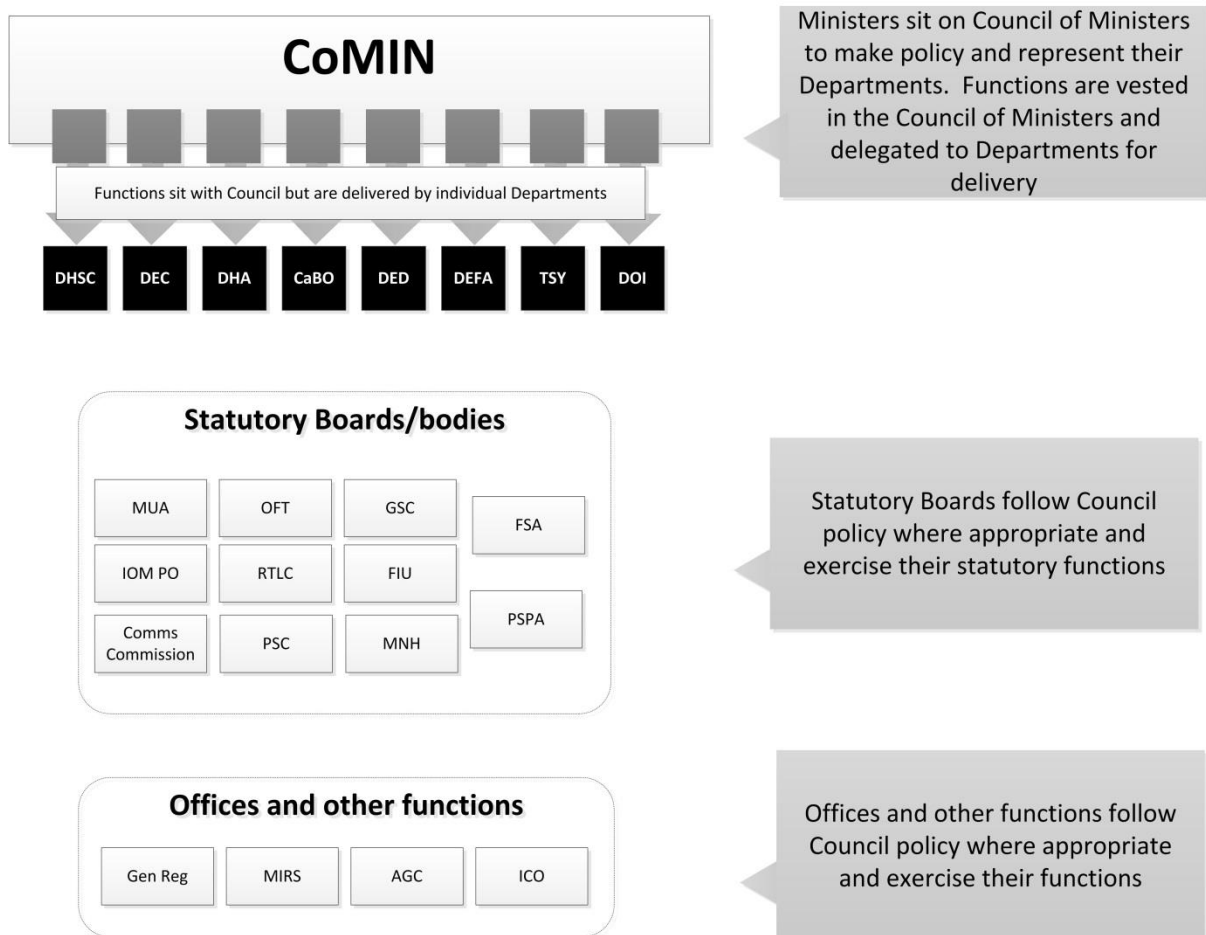 CoMIN
Ministers sit on Council of Ministers
to make policy and represent their
Departments.  Functions are vested
in the Council of Ministers and
delegated to Departments for
delivery
Functions sit with Council but are delivered by individual Departments
DHSC
DEC
DHA
CaBO
DED
DEFA
TSY
DOI
Statutory Boards/bodies
MUA
OFT
GSC
FSA
IOM PO
RTLC
FIU
PSPA
Comms
Commission
PSC
MNH
Statutory Boards follow Council
policy where appropriate and
exercise their statutory functions
Offices and other functions
Gen Reg
MIRS
AGC
ICO
Offices and other functions follow
Council policy where appropriate
and exercise their functions